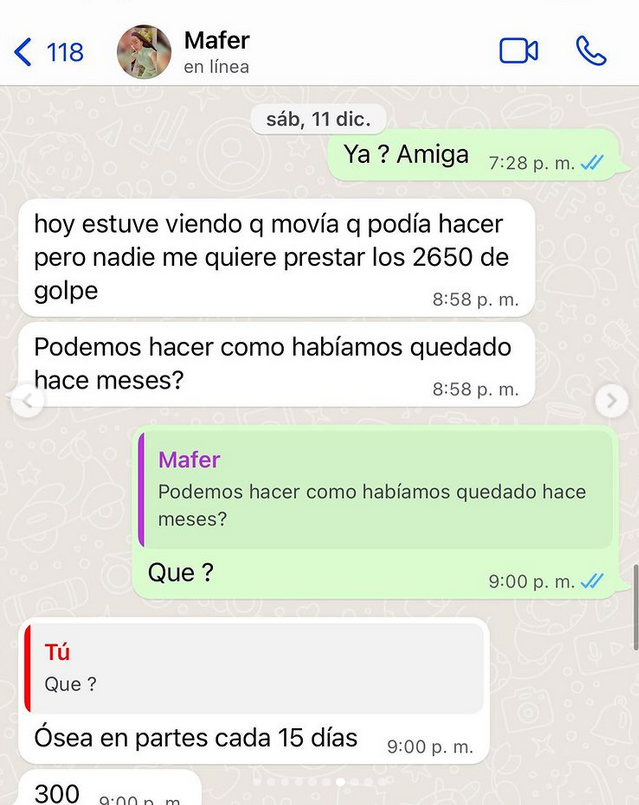 118
Mafer
en línea
sáb, 11 dic.
Ya ? Amiga 7:28 p. m.
hoy estuve viendo q movía q podía hacer
pero nadie me quiere prestar los 2650 de
golpe
8:58 p. m.
Podemos hacer como habíamos quedado
hace meses?
8:58 p. m.
Mafer
Podemos hacer como habíamos quedado hace
meses?
Que ?
9:00 p. m.
Tú
Que ?
Ósea en partes cada 15 días 9:00 p. m.
300 9:00 p. m.